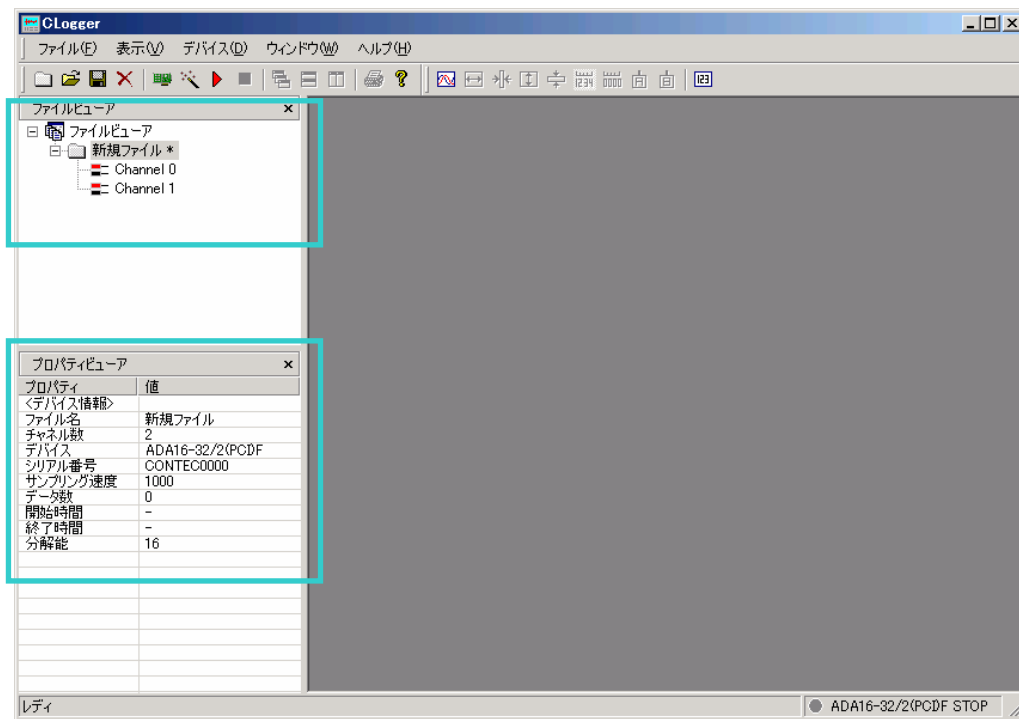 CLogger
ファイル(F) 表示(V) デバイス(D) ウィンドウ(W) ヘルプ(H)
123
ファイルビューア
ファイルビューア
新規ファイル *
Channel 0
Channel 1
プロパティビューア
プロパティ 値
<デバイス情報>
ファイル名 新規ファイル
チャネル数 2
デバイス ADA16-32/2(PCI)F
シリアル番号 CONTEC0000
サンプリング速度 1000
データ数 0
開始時間 -
終了時間 -
分解能 16
レディ ADA16-32/2(PCI)F STOP